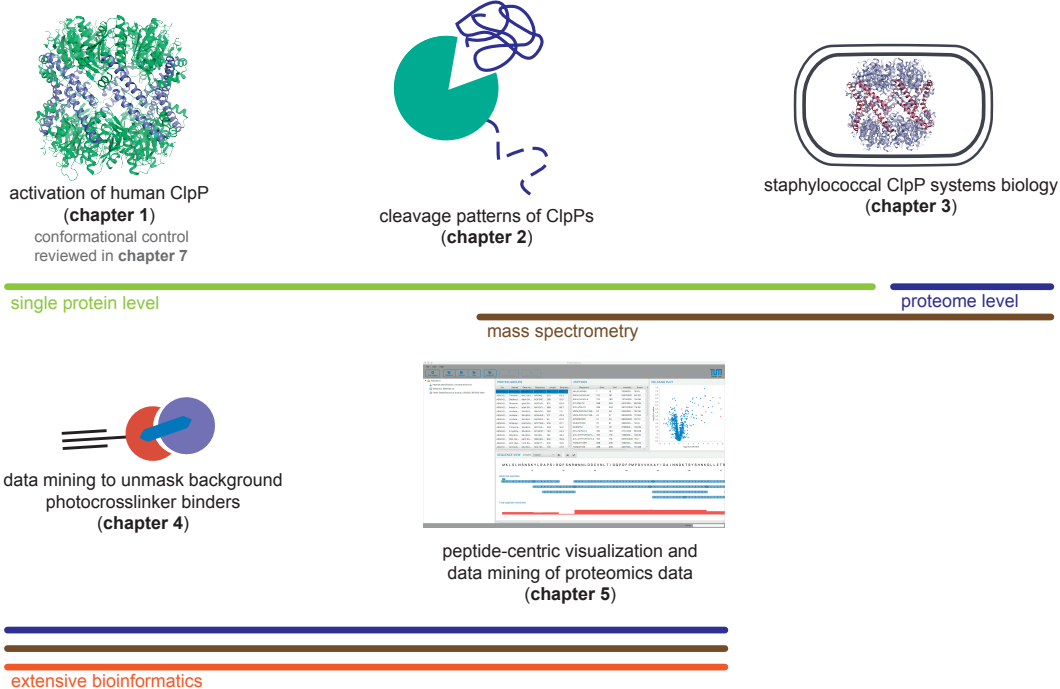 activation of human ClpP
(chapter 1)
conformational control
reviewed in chapter 7
cleavage patterns of ClpPs
(chapter 2)
staphylococcal ClpP systems biology
(chapter 3)
single protein level
proteome level
mass spectrometry
data mining to unmask background
photocrosslinker binders
(chapter 4)
peptide-centric visualization and
data mining of proteomics data
(chapter 5)
extensive bioinformatics